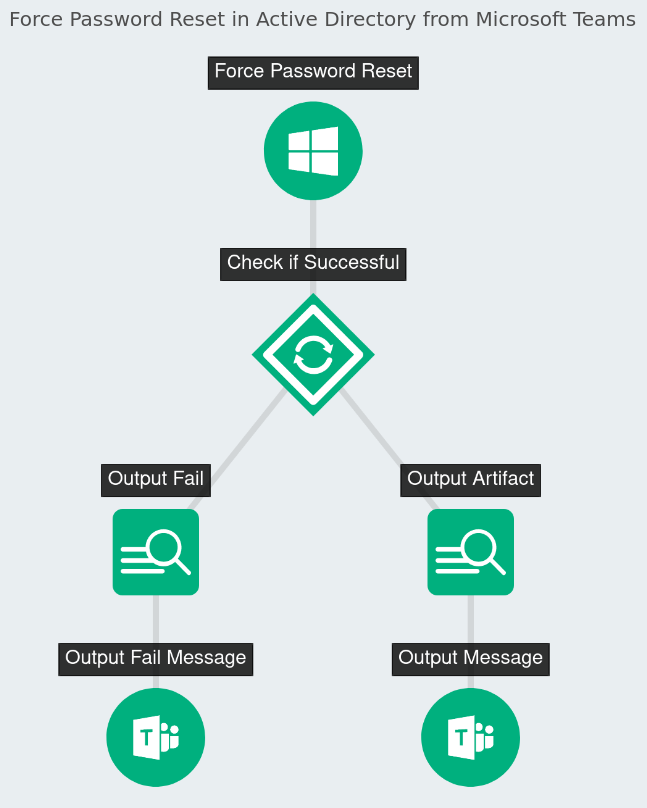 Force Password Reset in Active Directory from Microsoft Teams
Force Password Reset
Check if Successful
Output Fail
Output Artifact
Output Fail Message
Output Message
T
T